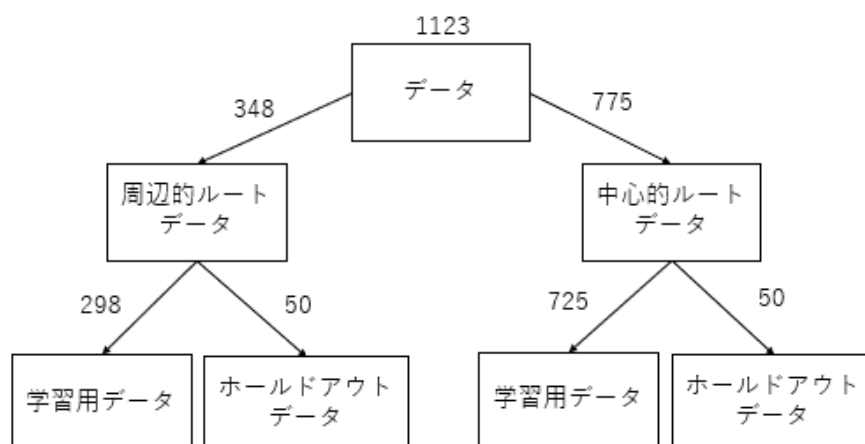 1123
データ
348
775
周辺的ルート
データ
中心的ルート
データ
298
50
725
50
学習用データ
ホールドアウト
データ
学習用データ
ホールドアウト
データ